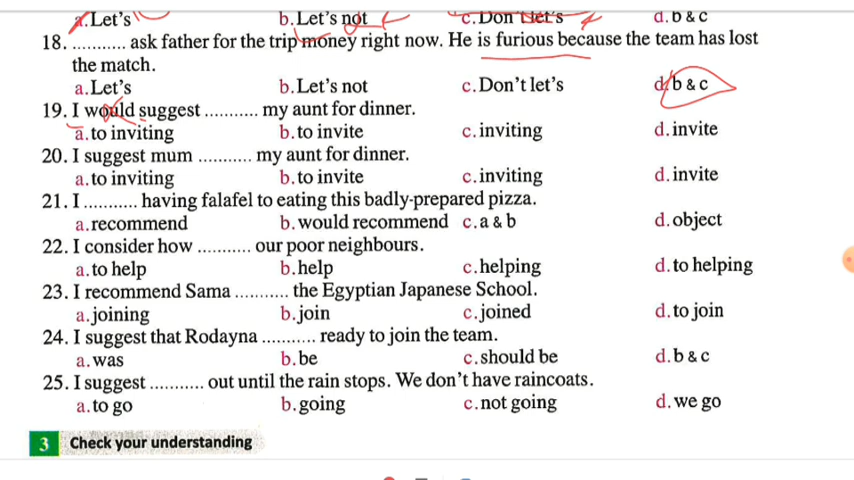 a.Let's b.Let's not c.Don't let's d.b & c
18. ........... ask father for the trip money right now. He is furious because the team has lost
the match.
a.Let's b.Let's not c.Don't let's d.b & c
19. I would suggest ........... my aunt for dinner.
a.to inviting b.to invite c.inviting d.invite
20. I suggest mum ........... my aunt for dinner.
a.to inviting b.to invite c.inviting d.invite
21. I ........... having falafel to eating this badly-prepared pizza.
a.recommend b.would recommend c.a & b d.object
22. I consider how ........... our poor neighbours.
a.to help b.help c.helping d.to helping
23. I recommend Sama ........... the Egyptian Japanese School.
a.joining b.join c.joined d.to join
24. I suggest that Rodayna ........... ready to join the team.
a.was b.be c.should be d.b & c
25. I suggest ........... out until the rain stops. We don't have raincoats.
a.to go b.going c.not going d.we go
3 Check your understanding